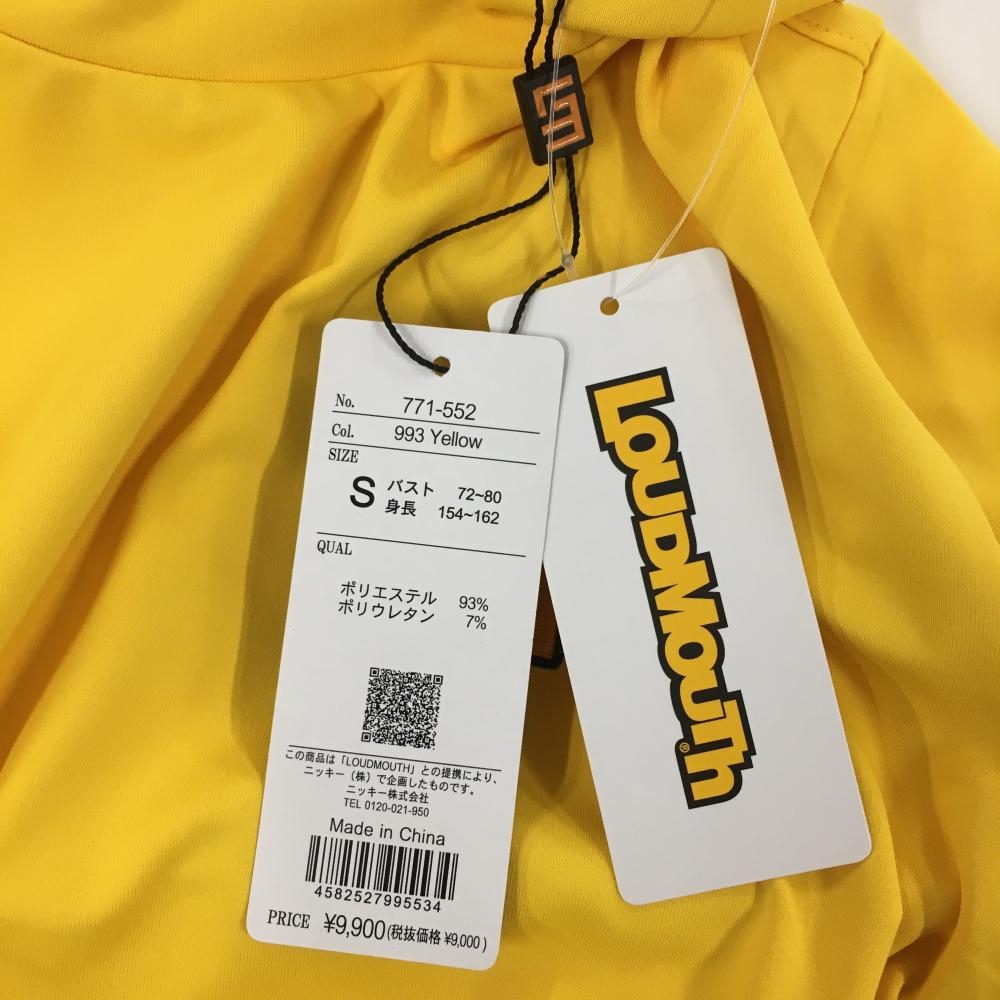 No. 771-552
Col. 993 Yellow
SIZE
S バスト 72~80
身長 154~162
QUAL
ポリエステル 93%
ポリウレタン 7%
この商品は「LOUDMOUTH」との提携により、
ニッキー（株）で企画したものです。
ニッキー株式会社
TEL 0120-021-950
Made in China
4582527995534
PRICE ¥9,900(税抜価格 ¥9,000)
LOUDMOUTH®